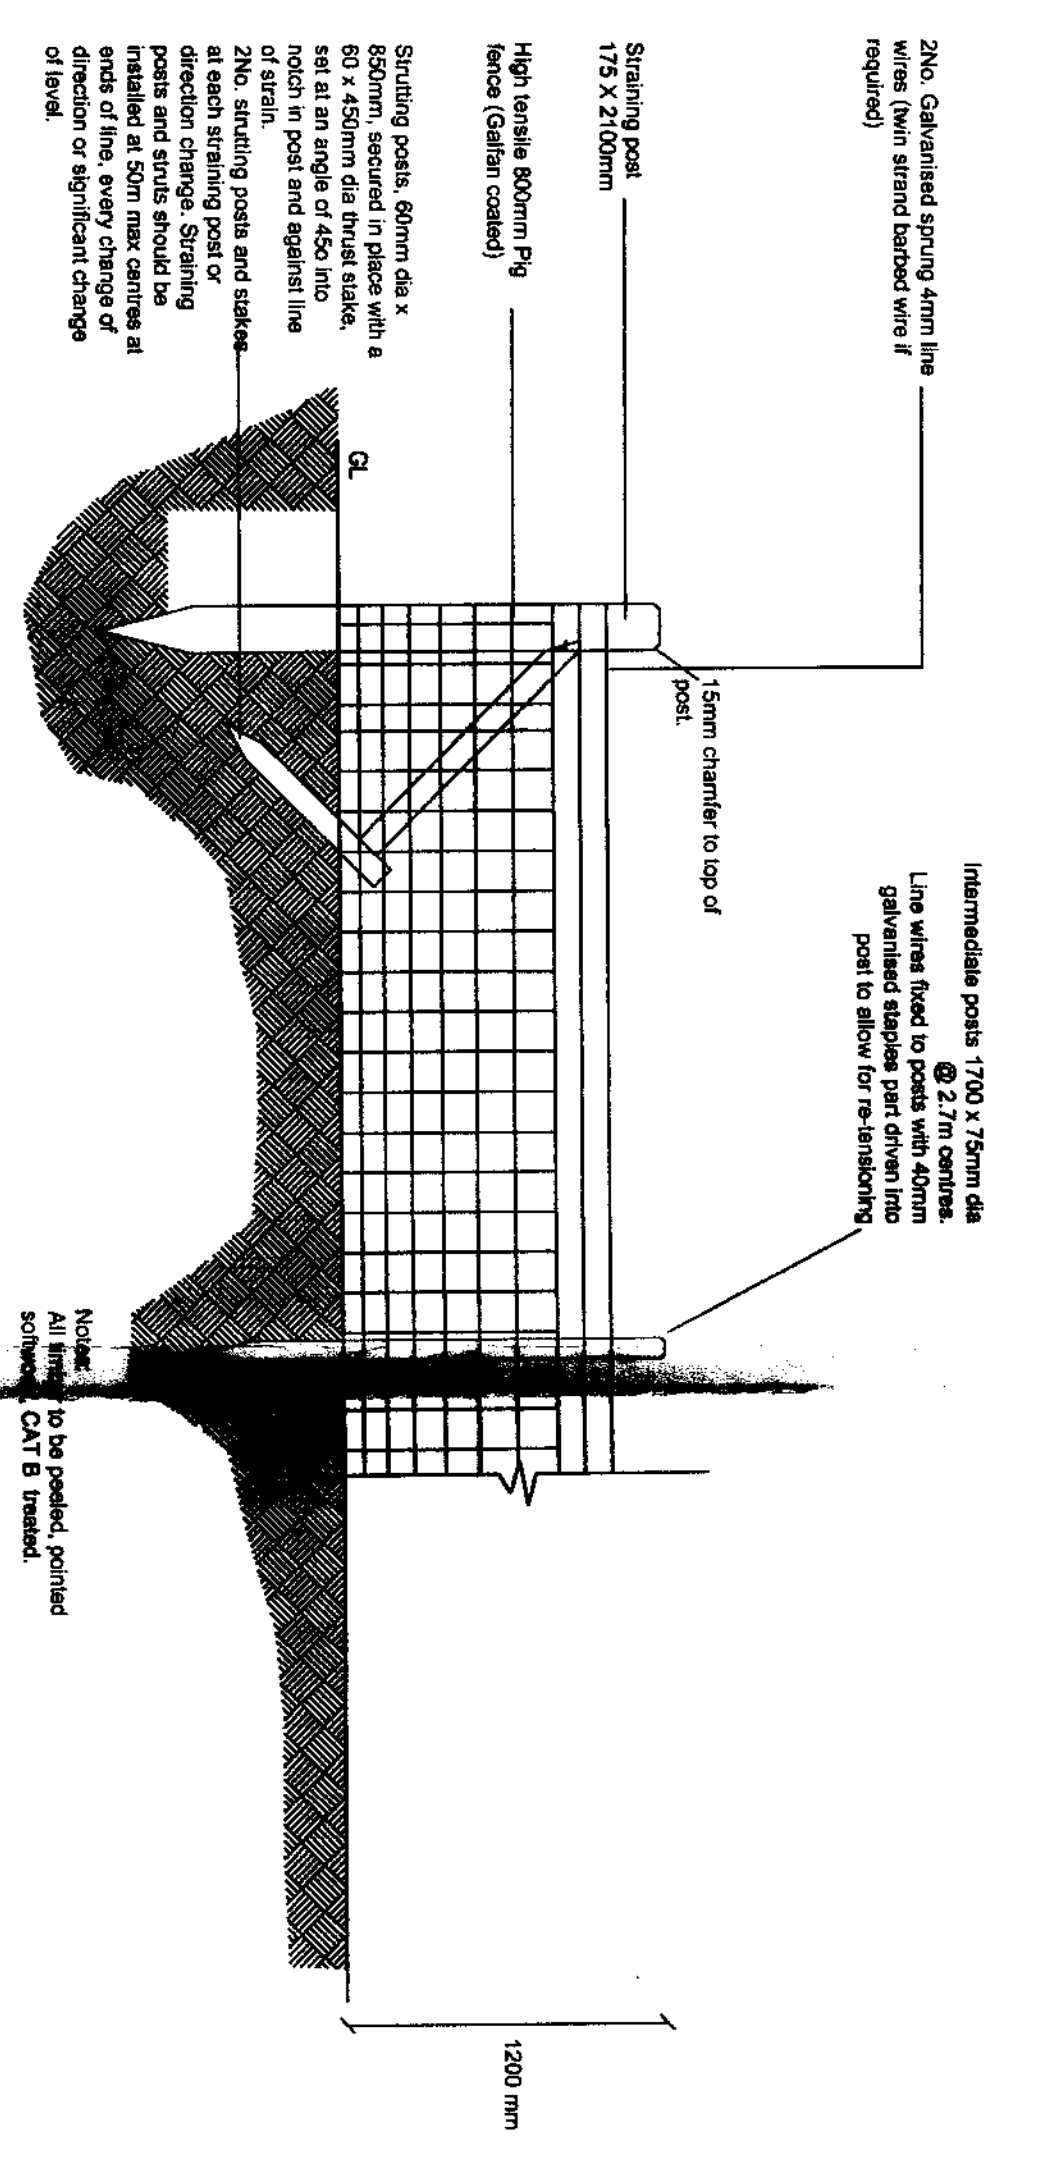 2No. Galvanised sprung 4mm line
wires (twin strand barbed wire if
required)
Straining post
175 X 2100mm
High tensile 800mm Pig
fence (Galfan coated)
Strutting posts, 60mm dia x
850mm, secured in place with a
60 x 450mm dia thrust stake,
set at an angle of 45o into
notch in post and against line
of strain.
2No. strutting posts and stakes
at each straining post or
direction change. Straining
posts and struts should be
installed at 50m max centres at
ends of line, every change of
direction or significant change
of level.
GL
15mm chamfer to top of
post.
Intermediate posts 1700 x 75mm dia
@ 2.7m centres.
Line wires fixed to posts with 40mm
galvanised staples part driven into
post to allow for re-tensioning
Notes:
All timber to be peeled, pointed
softwood, CAT B treated.
1200 mm